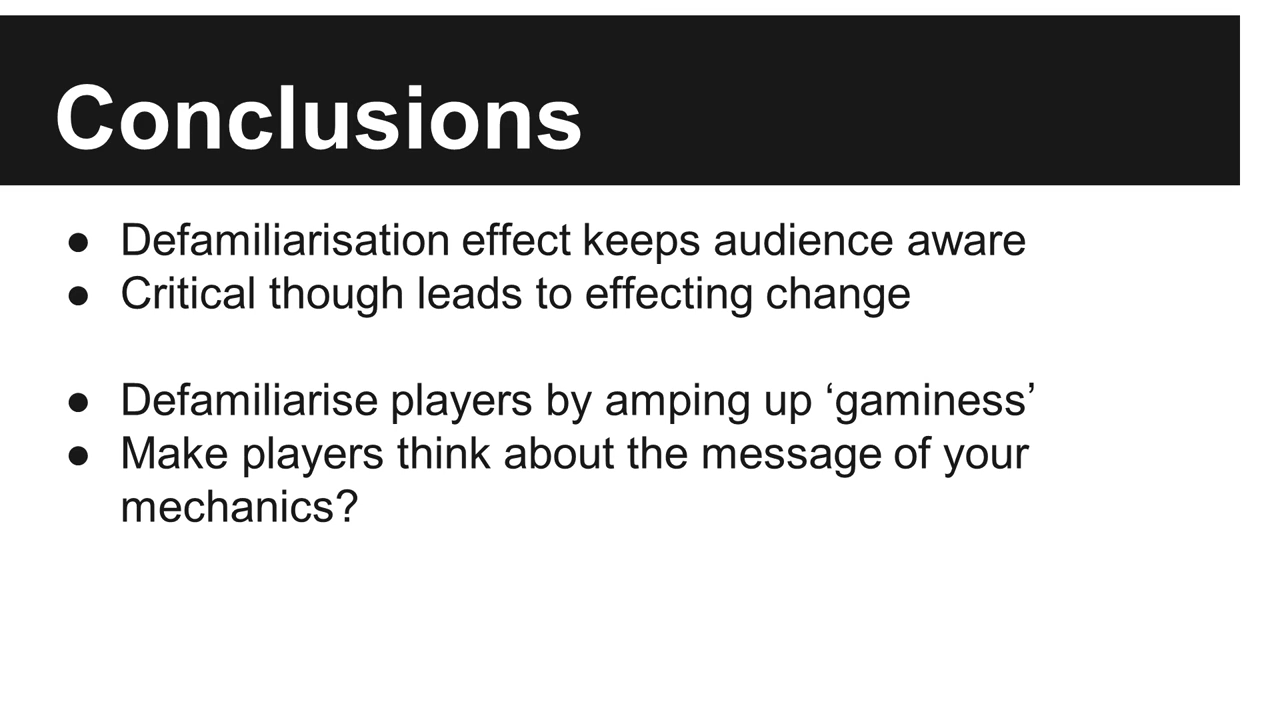 Conclusions
● Defamiliarisation effect keeps audience aware
● Critical though leads to effecting change
● Defamiliarise players by amping up ‘gaminess’
● Make players think about the message of your
mechanics?